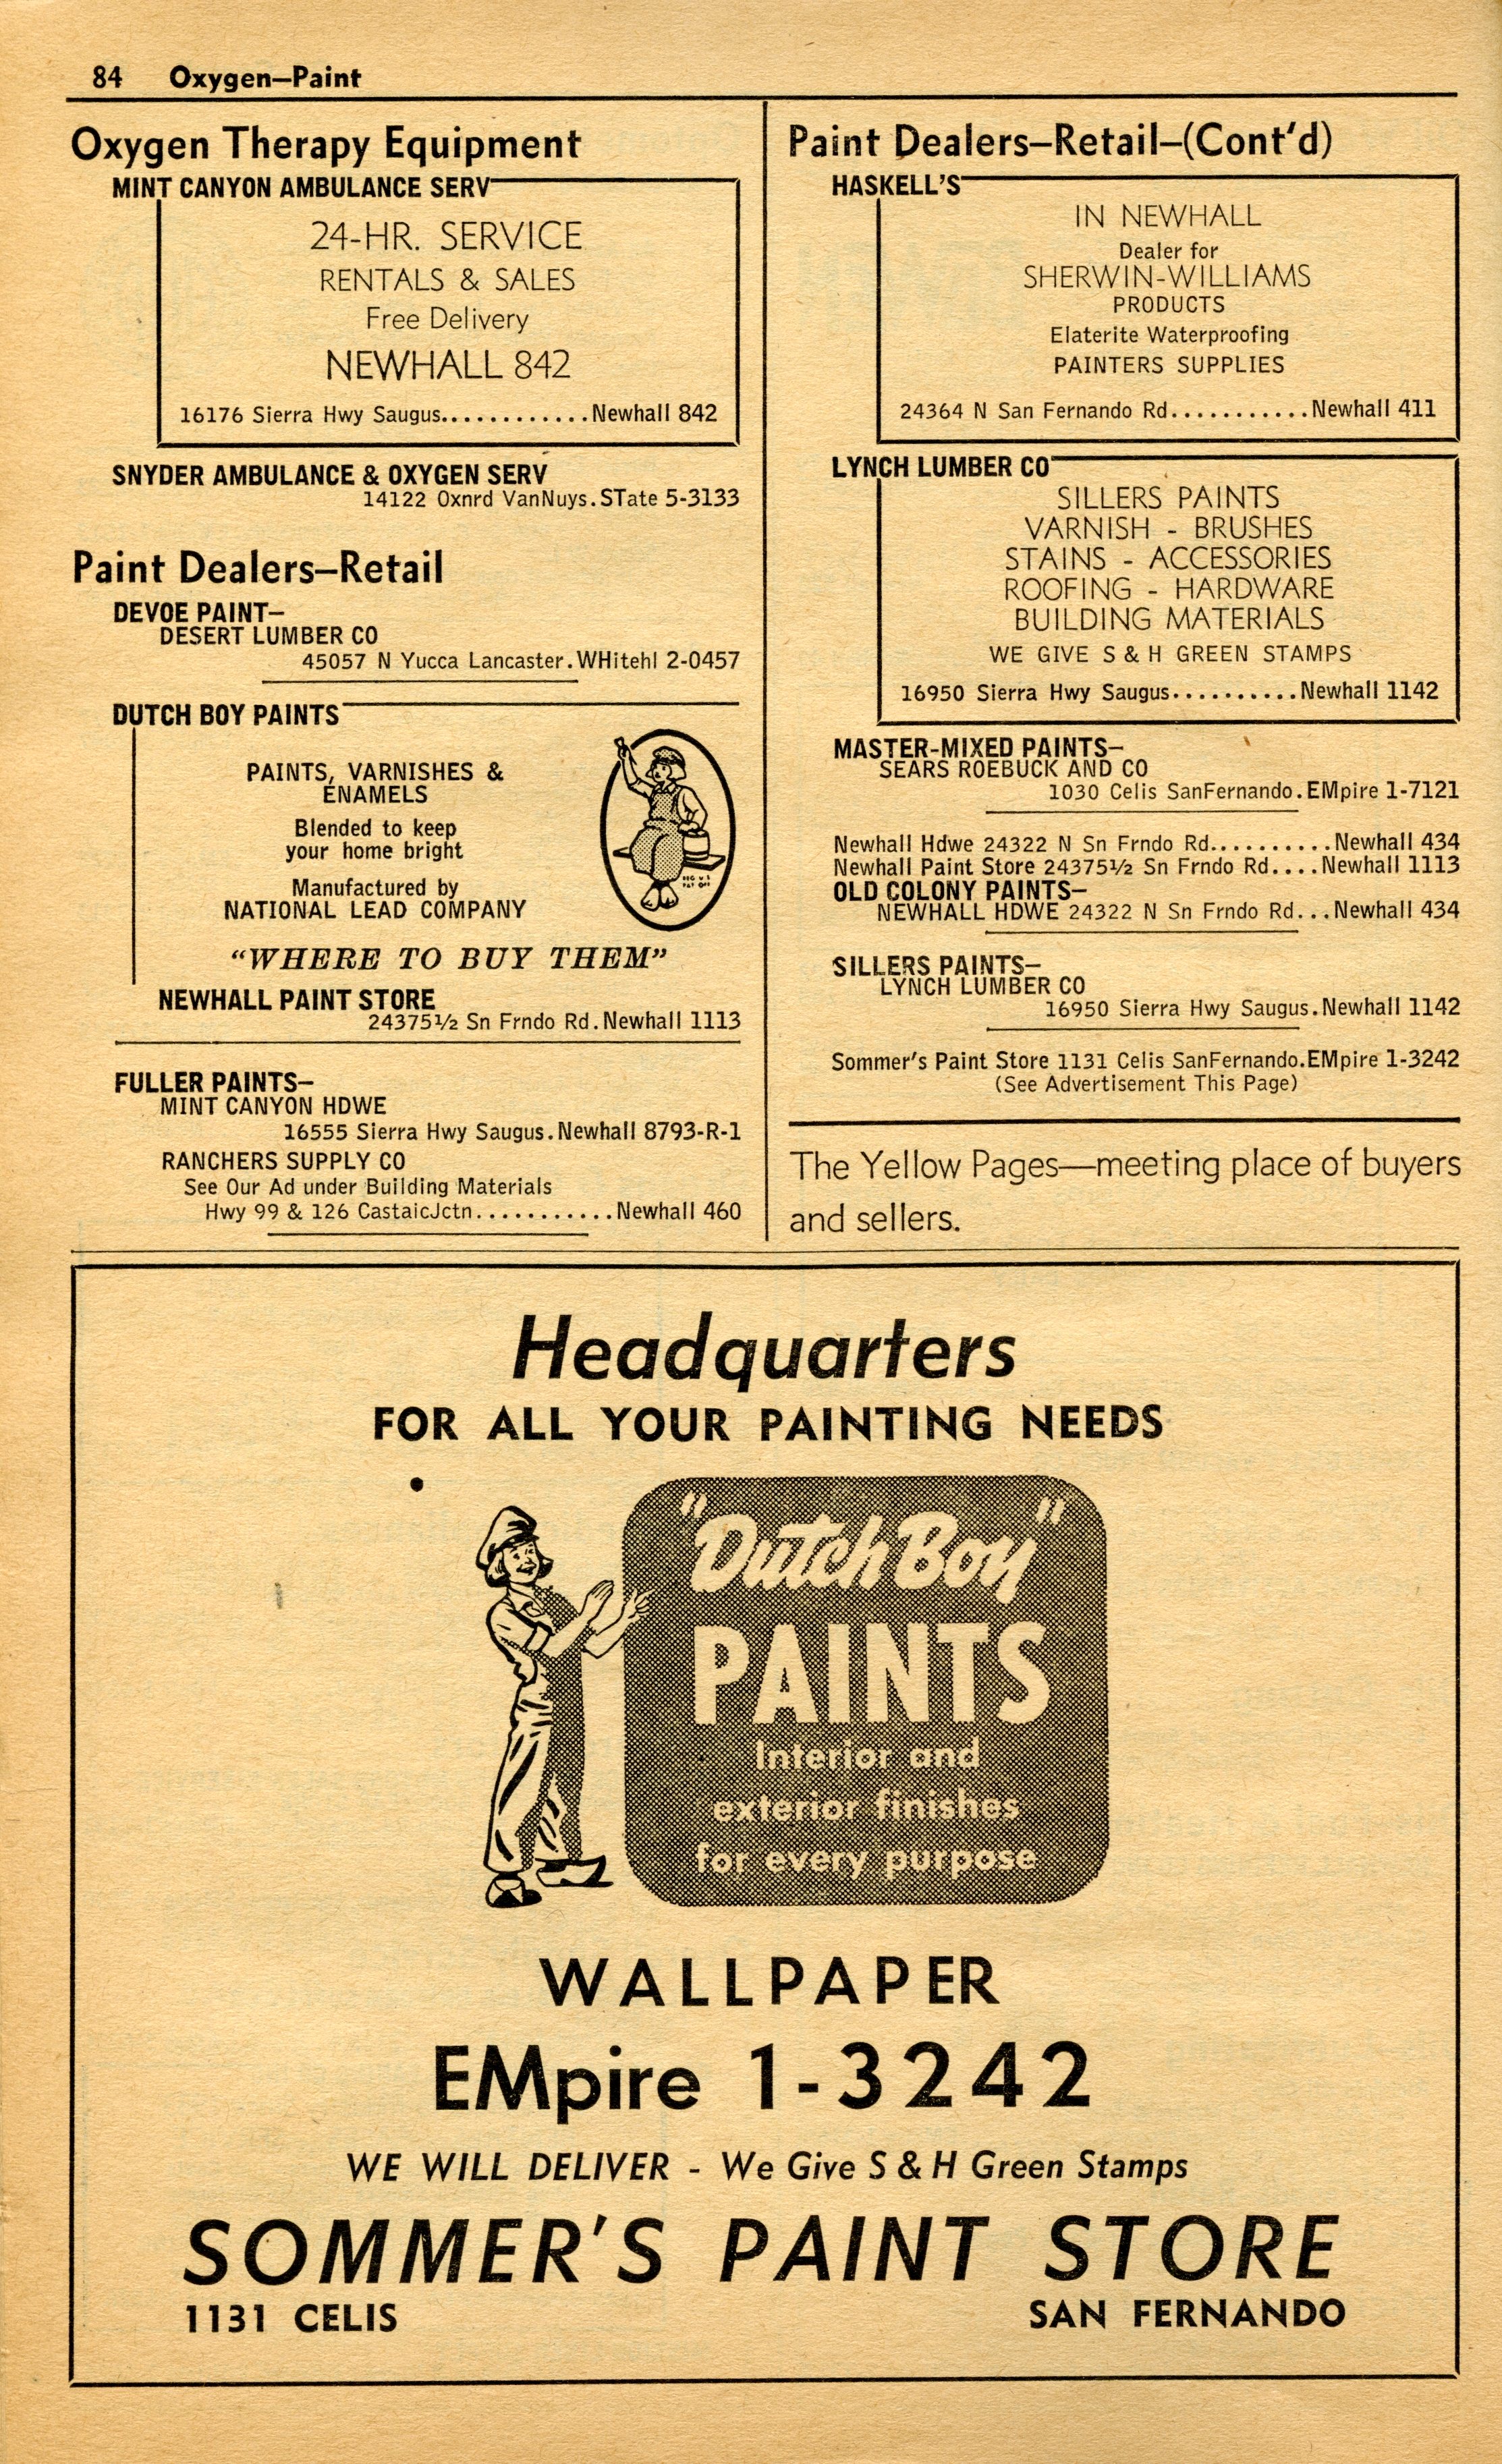 84 Oxygen—Paint
Oxygen Therapy Equipment
MINT CANYON AMBULANCE SERV
24-HR. SERVICE
RENTALS & SALES
Free Delivery
NEWHALL 842
16176 Sierra Hwy Saugus............Newhall 842
SNYDER AMBULANCE & OXYGEN SERV
14122 Oxnrd VanNuys.STate 5-3133
Paint Dealers—Retail
DEVOE PAINT—
DESERT LUMBER CO
45057 N Yucca Lancaster.WHitehl 2-0457
DUTCH BOY PAINTS
PAINTS, VARNISHES &
ENAMELS
Blended to keep
your home bright
Manufactured by
NATIONAL LEAD COMPANY
REG U S
PAT OFF
“WHERE TO BUY THEM”
NEWHALL PAINT STORE
24375½ Sn Frndo Rd.Newhall 1113
FULLER PAINTS—
MINT CANYON HDWE
16555 Sierra Hwy Saugus.Newhall 8793-R-1
RANCHERS SUPPLY CO
See Our Ad under Building Materials
Hwy 99 & 126 CastaicJctn............Newhall 460
Paint Dealers—Retail—(Cont'd)
HASKELL'S
IN NEWHALL
Dealer for
SHERWIN-WILLIAMS
PRODUCTS
Elaterite Waterproofing
PAINTERS SUPPLIES
24364 N San Fernando Rd...........Newhall 411
LYNCH LUMBER CO
SILLERS PAINTS
VARNISH - BRUSHES
STAINS - ACCESSORIES
ROOFING - HARDWARE
BUILDING MATERIALS
WE GIVE S & H GREEN STAMPS
16950 Sierra Hwy Saugus..........Newhall 1142
MASTER-MIXED PAINTS—
SEARS ROEBUCK AND CO
1030 Celis SanFernando.EMpire 1-7121
Newhall Hdwe 24322 N Sn Frndo Rd..........Newhall 434
Newhall Paint Store 24375½ Sn Frndo Rd....Newhall 1113
OLD COLONY PAINTS—
NEWHALL HDWE 24322 N Sn Frndo Rd...Newhall 434
SILLERS PAINTS—
LYNCH LUMBER CO
16950 Sierra Hwy Saugus.Newhall 1142
Sommer's Paint Store 1131 Celis SanFernando.EMpire 1-3242
(See Advertisement This Page)
The Yellow Pages—meeting place of buyers
and sellers.
Headquarters
FOR ALL YOUR PAINTING NEEDS
"Dutch Boy"
PAINTS
Interior and
exterior finishes
for every purpose
WALLPAPER
EMpire 1-3242
WE WILL DELIVER - We Give S & H Green Stamps
SOMMER'S PAINT STORE
1131 CELIS SAN FERNANDO